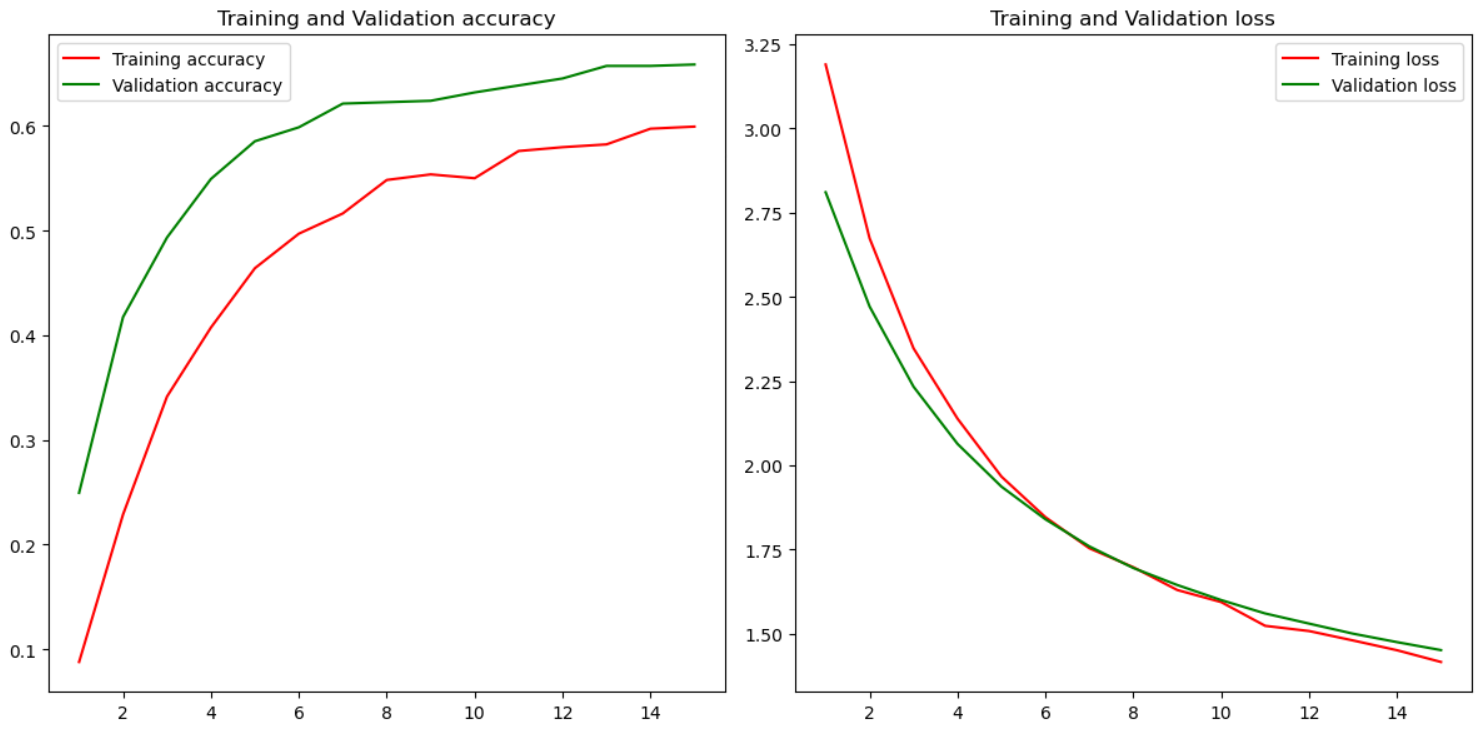 Training and Validation accuracy
Training accuracy
Validation accuracy
0.6
0.5
0.4
0.3
0.2
0.1
2 4 6 8 10 12 14
Training and Validation loss
Training loss
Validation loss
3.25
3.00
2.75
2.50
2.25
2.00
1.75
1.50
2 4 6 8 10 12 14